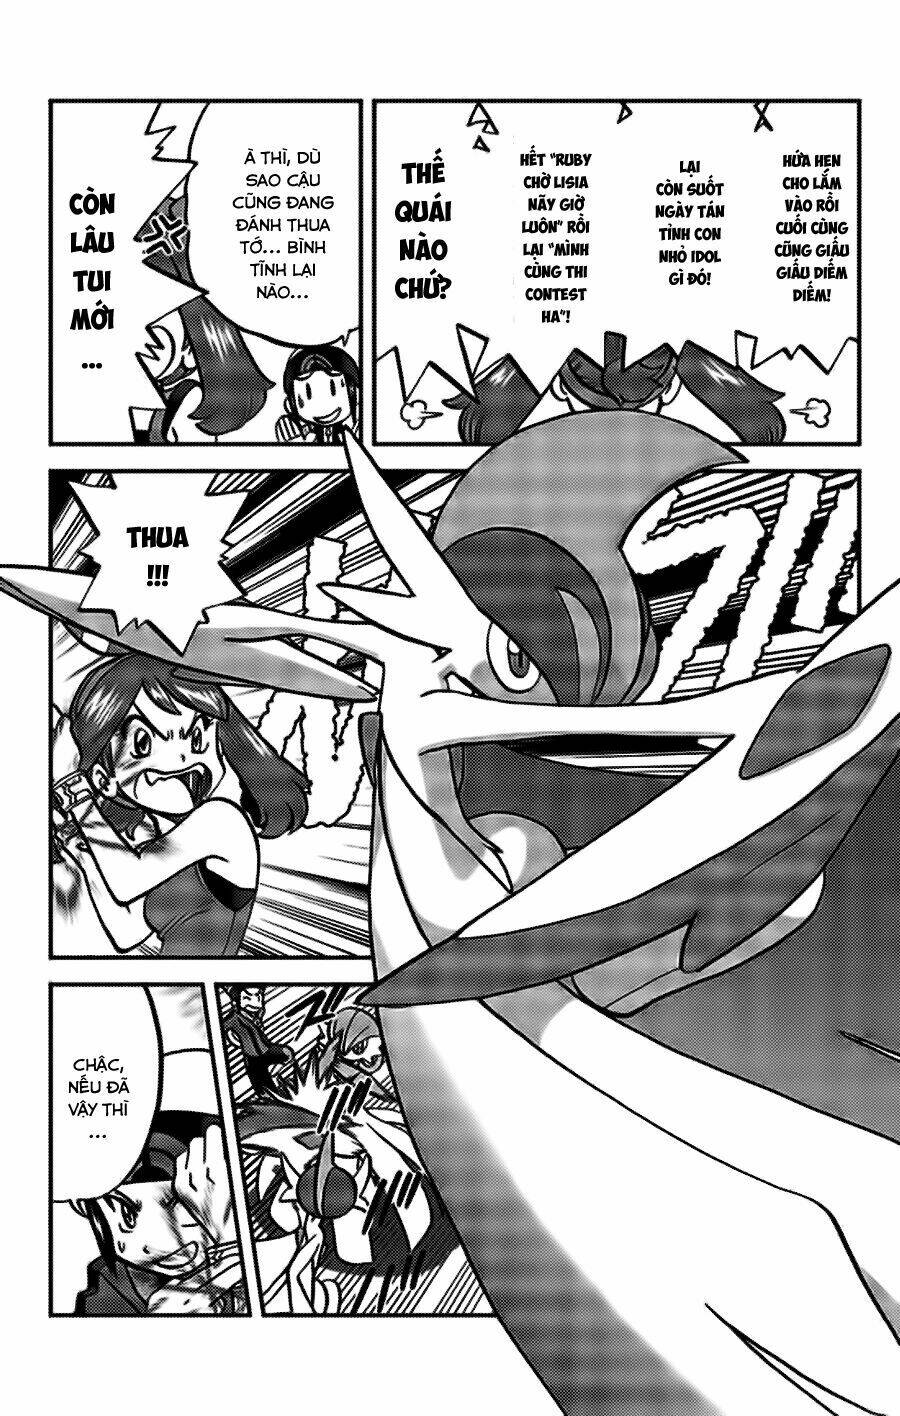 HỨA HẸN
CHO LẮM
VÀO RỒI
CUỐI CÙNG
CŨNG GIẤU
GIẤU DIẾM
DIẾM!
LẠI
CÒN SUỐT
NGÀY TÁN
TỈNH CON
NHỎ IDOL
GÌ ĐÓ!
HẾT "RUBY
CHỜ LISIA
NÃY GIỜ
LUÔN" RỒI
LẠI "MÌNH
CÙNG THI
CONTEST
HA"!
THẾ
QUÁI
NÀO
CHỨ?
À THÌ, DÙ
SAO CẬU
CŨNG ĐANG
ĐÁNH THUA
TỚ... BÌNH
TĨNH LẠI
NÀO...
CÒN
LÂU
TUI
MỚI
...
THUA
!!!
CHẬC,
NẾU ĐÃ
VẬY THÌ
...